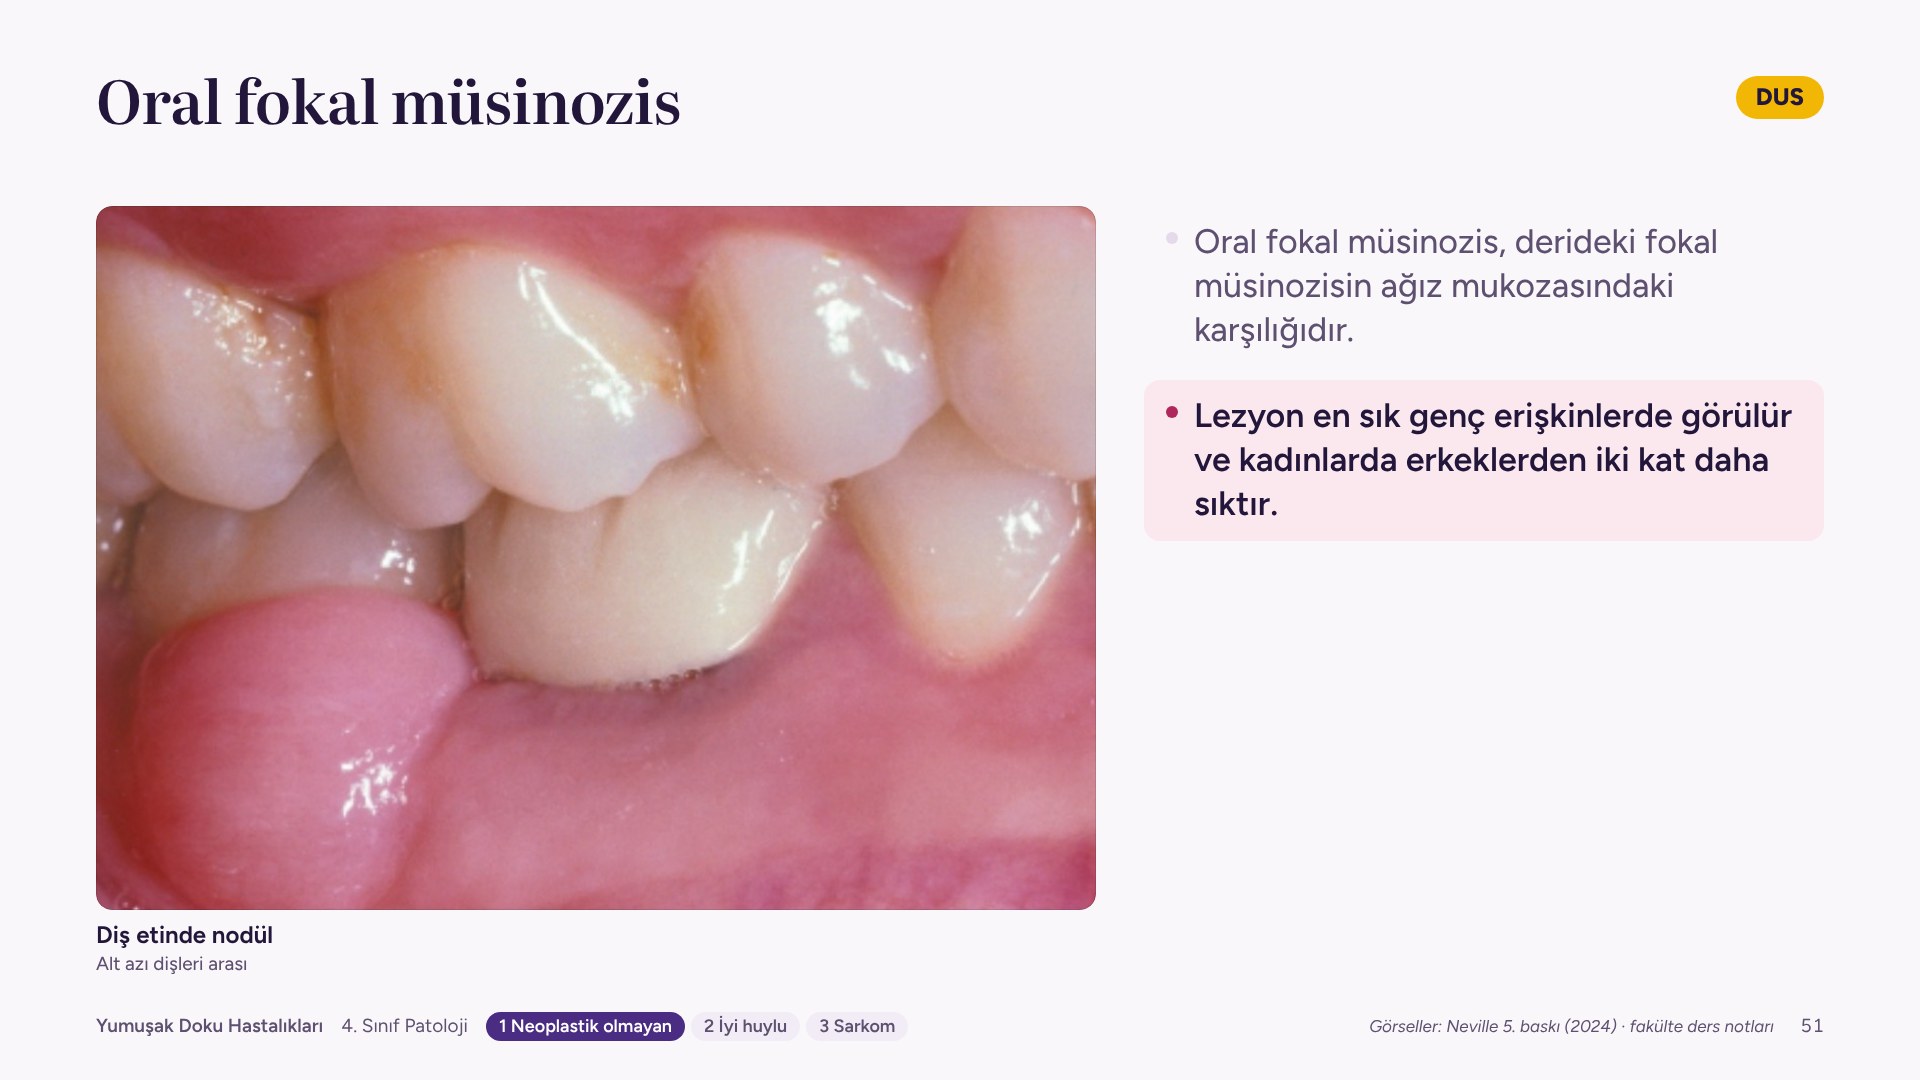 Oral fokal müsinozis
DUS
Oral fokal müsinozis, derideki fokal
müsinozisin ağız mukozasındaki
karşılığıdır.
Lezyon en sık genç erişkinlerde görülür
ve kadınlarda erkeklerden iki kat daha
sıktır.
Diş etinde nodül
Alt azı dişleri arası
Yumuşak Doku Hastalıkları 4. Sınıf Patoloji 1 Neoplastik olmayan 2 İyi huylu 3 Sarkom
Görseller: Neville 5. baskı (2024) · fakülte ders notları 51